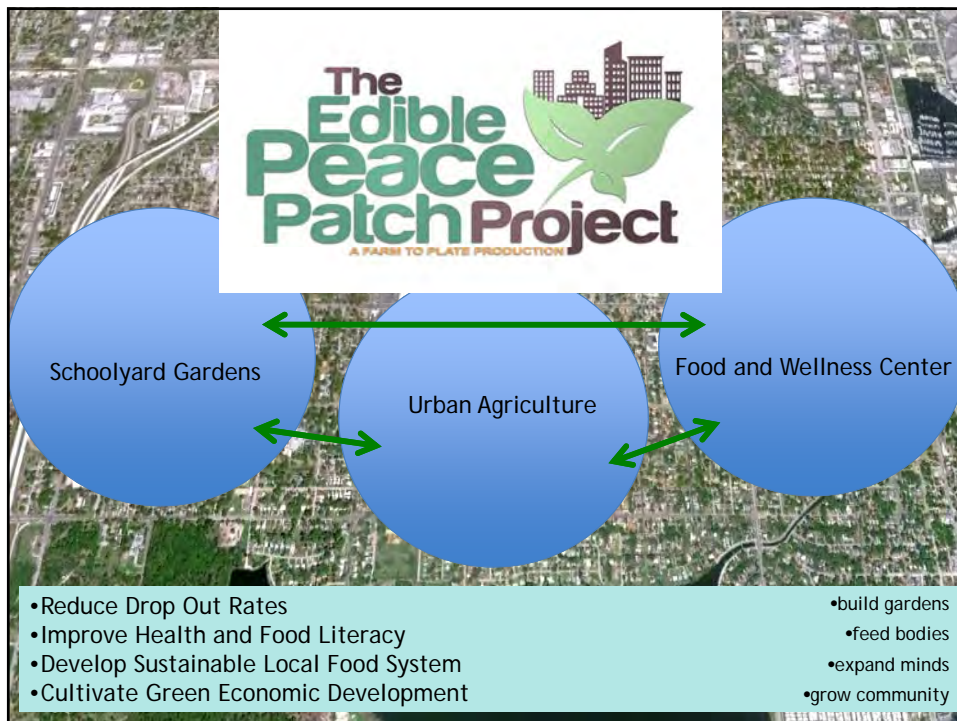 The
Edible
Peace
Patch Project
A FARM TO PLATE PRODUCTION
Schoolyard Gardens
Urban Agriculture
Food and Wellness Center
•Reduce Drop Out Rates
•Improve Health and Food Literacy
•Develop Sustainable Local Food System
•Cultivate Green Economic Development
•build gardens
•feed bodies
•expand minds
•grow community